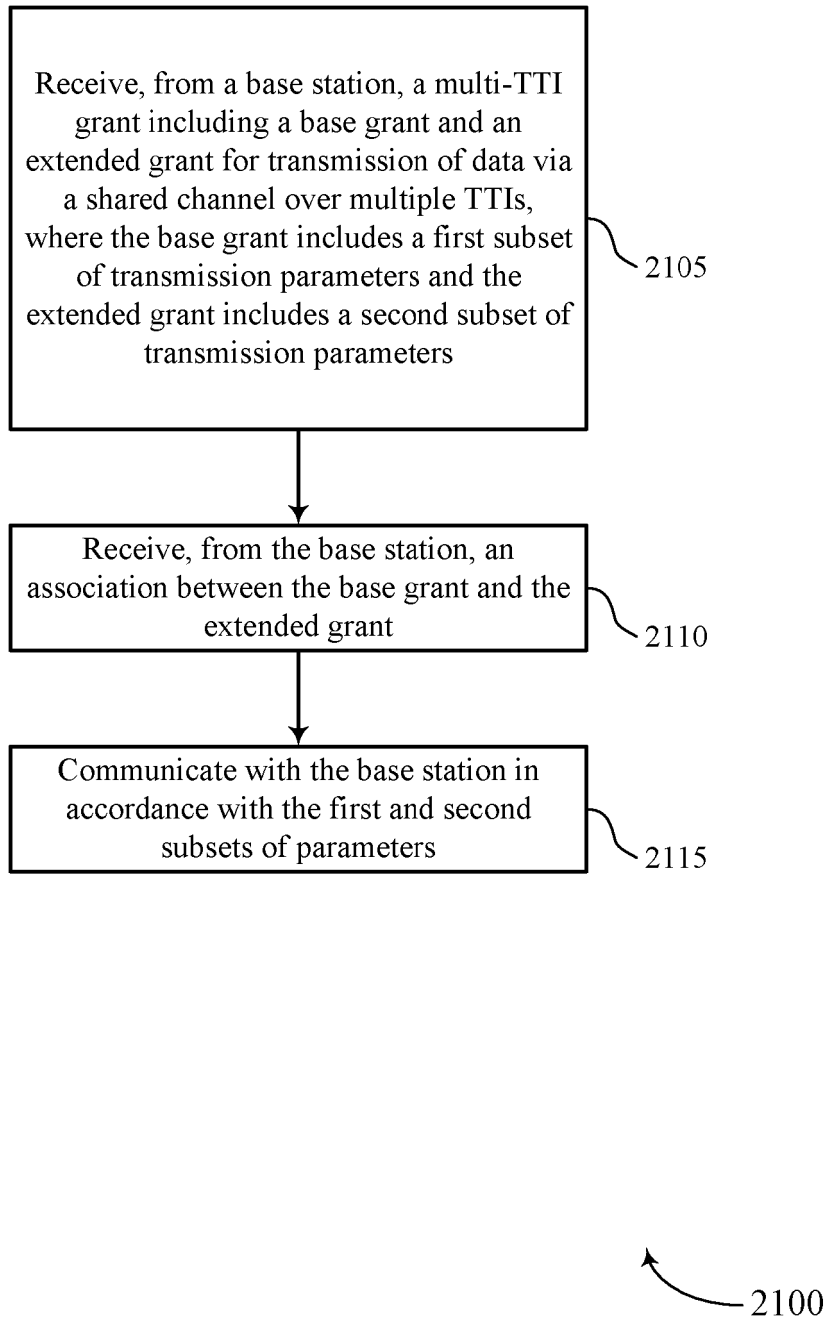 Receive, from a base station, a multi-TTI
grant including a base grant and an
extended grant for transmission of data via
a shared channel over multiple TTIs,
where the base grant includes a first subset
of transmission parameters and the
extended grant includes a second subset of
transmission parameters
2105
Receive, from the base station, an
association between the base grant and the
extended grant
2110
Communicate with the base station in
accordance with the first and second
subsets of parameters
2115
2100